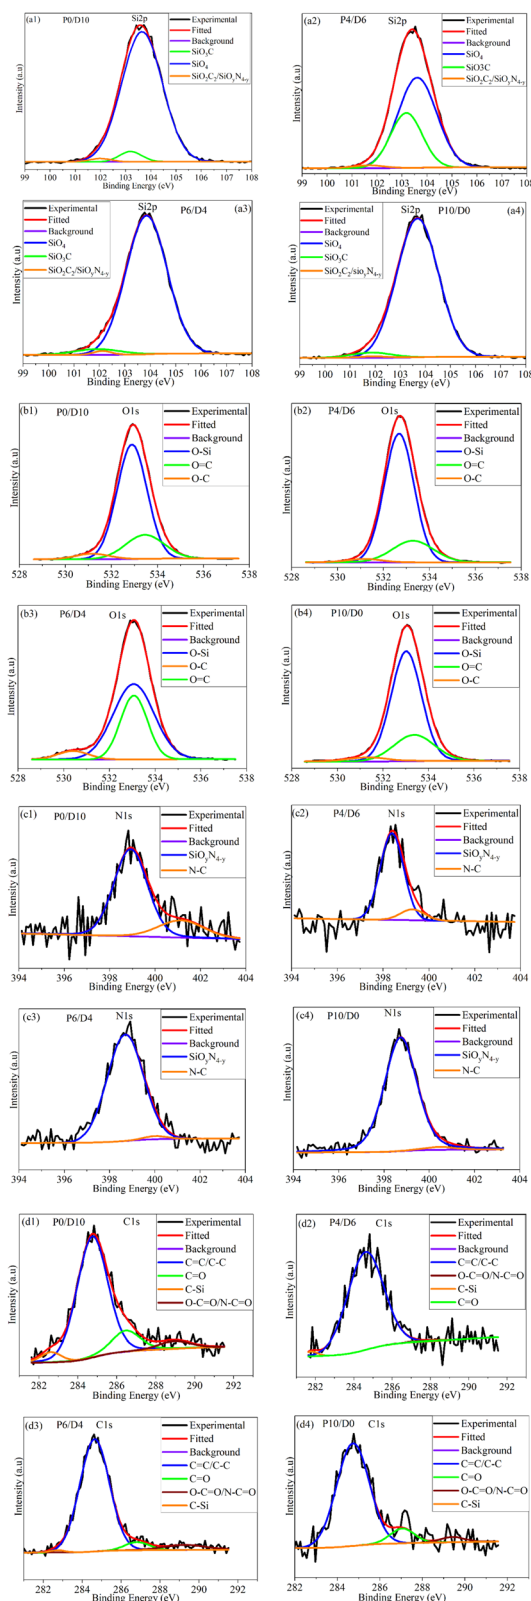 (a1) P0/D10 Si2p
Experimental
Fitted
Background
SiO₃C
SiO₄
SiO₂C₂/SiOᵧN₄₋ᵧ
Intensity (a.u)
99 100 101 102 103 104 105 106 107 108
Binding Energy (eV)
(a2) P4/D6 Si2p
Experimental
Fitted
Background
SiO₄
SiO3C
SiO₂C₂/SiOᵧN₄₋ᵧ
Intensity (a.u)
99 100 101 102 103 104 105 106 107 108
Binding Energy (eV)
Si2p P6/D4 (a3)
Experimental
Fitted
Background
SiO₄
SiO₃C
SiO₂C₂/SiOᵧN₄₋ᵧ
Intensity (a.u)
99 100 101 102 103 104 105 106 107 108
Binding Energy (eV)
Si2p P10/D0 (a4)
Experimental
Fitted
Background
SiO₄
SiO₃C
SiO₂C₂/sioᵧN₄₋ᵧ
Intensity (a.u)
99 100 101 102 103 104 105 106 107 108
Binding Energy (eV)
(b1) P0/D10 O1s
Experimental
Fitted
Background
O-Si
O=C
O-C
Intensity (a.u)
528 530 532 534 536 538
Binding Energy (eV)
(b2) P4/D6 O1s
Experimental
Fitted
Background
O-Si
O=C
O-C
Intensity (a.u)
528 530 532 534 536 538
Binding Energy (eV)
(b3) P6/D4 O1s
Experimental
Fitted
Background
O-Si
O-C
O=C
Intensity (a.u)
528 530 532 534 536 538
Binding Energy (eV)
(b4) P10/D0 O1s
Experimental
Fitted
Background
O-Si
O=C
O-C
Intensity (a.u)
528 530 532 534 536 538
Binding Energy (eV)
(c1) P0/D10 N1s
Experimental
Fitted
Background
SiOᵧN₄₋ᵧ
N-C
Intensity (a.u)
394 396 398 400 402 404
Binding Energy (eV)
(c2) P4/D6 N1s
Experimental
Fitted
Background
SiOᵧN₄₋ᵧ
N-C
Intensity (a.u)
394 396 398 400 402 404
Binding Energy (eV)
(c3) P6/D4 N1s
Experimental
Fitted
Background
SiOᵧN₄₋ᵧ
N-C
Intensity (a.u)
394 396 398 400 402 404
Binding Energy (eV)
(c4) P10/D0 N1s
Experimental
Fitted
Background
SiOᵧN₄₋ᵧ
N-C
Intensity (a.u)
394 396 398 400 402 404
Binding Energy (eV)
(d1) P0/D10 C1s
Experimental
Fitted
Background
C=C/C-C
C=O
C-Si
O-C=O/N-C=O
Intensity (a.u)
282 284 286 288 290 292
Binding Energy (eV)
(d2) P4/D6 C1s
Experimental
Fitted
Background
C=C/C-C
O-C=O/N-C=O
C-Si
C=O
Intensity (a.u)
282 284 286 288 290 292
Binding Energy (eV)
(d3) P6/D4 C1s
Experimental
Fitted
Background
C=C/C-C
C=O
O-C=O/N-C=O
C-Si
Intensity (a.u)
282 284 286 288 290 292
Binding Energy (eV)
(d4) P10/D0 C1s
Experimental
Fitted
Background
C=C/C-C
C=O
O-C=O/N-C=O
C-Si
Intensity (a.u)
282 284 286 288 290 292
Binding Energy (eV)